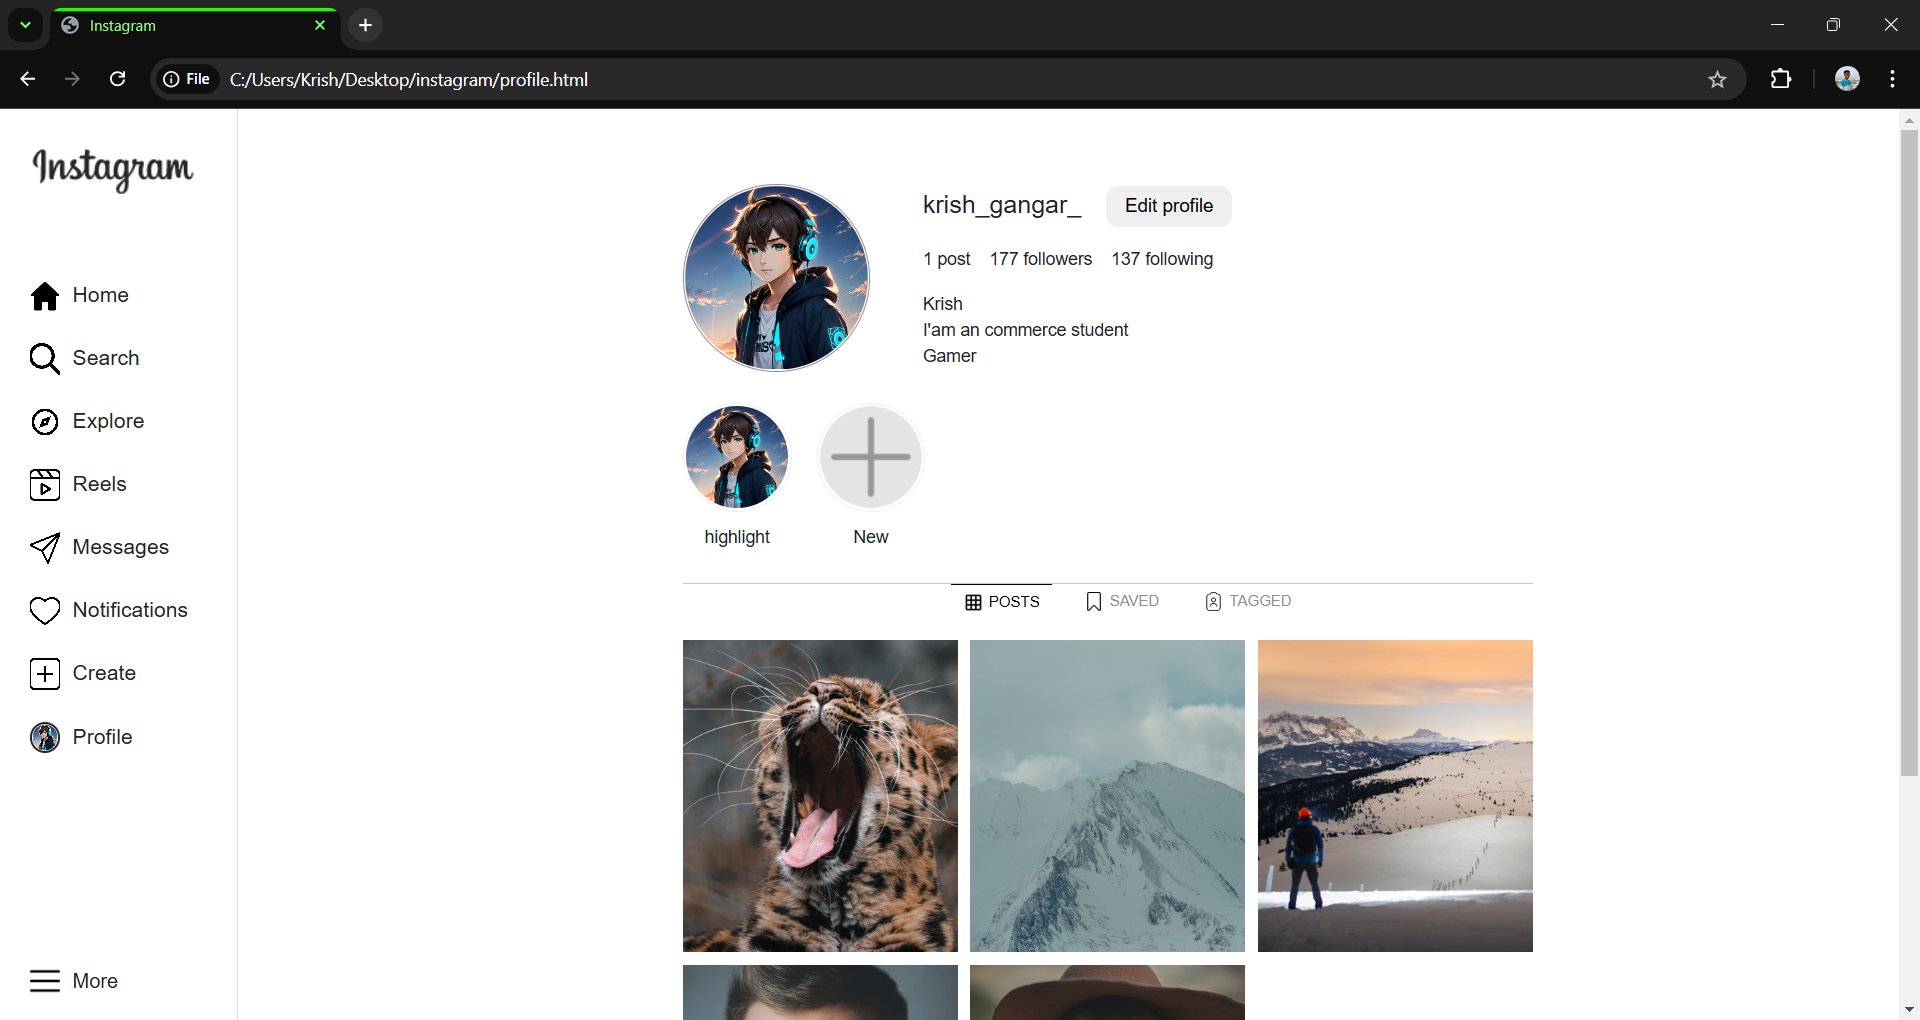 Instagram
File
C:/Users/Krish/Desktop/instagram/profile.html
Instagram
Home
Search
Explore
Reels
Messages
Notifications
Create
Profile
More
krish_gangar_
Edit profile
1 post 177 followers 137 following
Krish
I'am an commerce student
Gamer
highlight
New
POSTS
SAVED
TAGGED